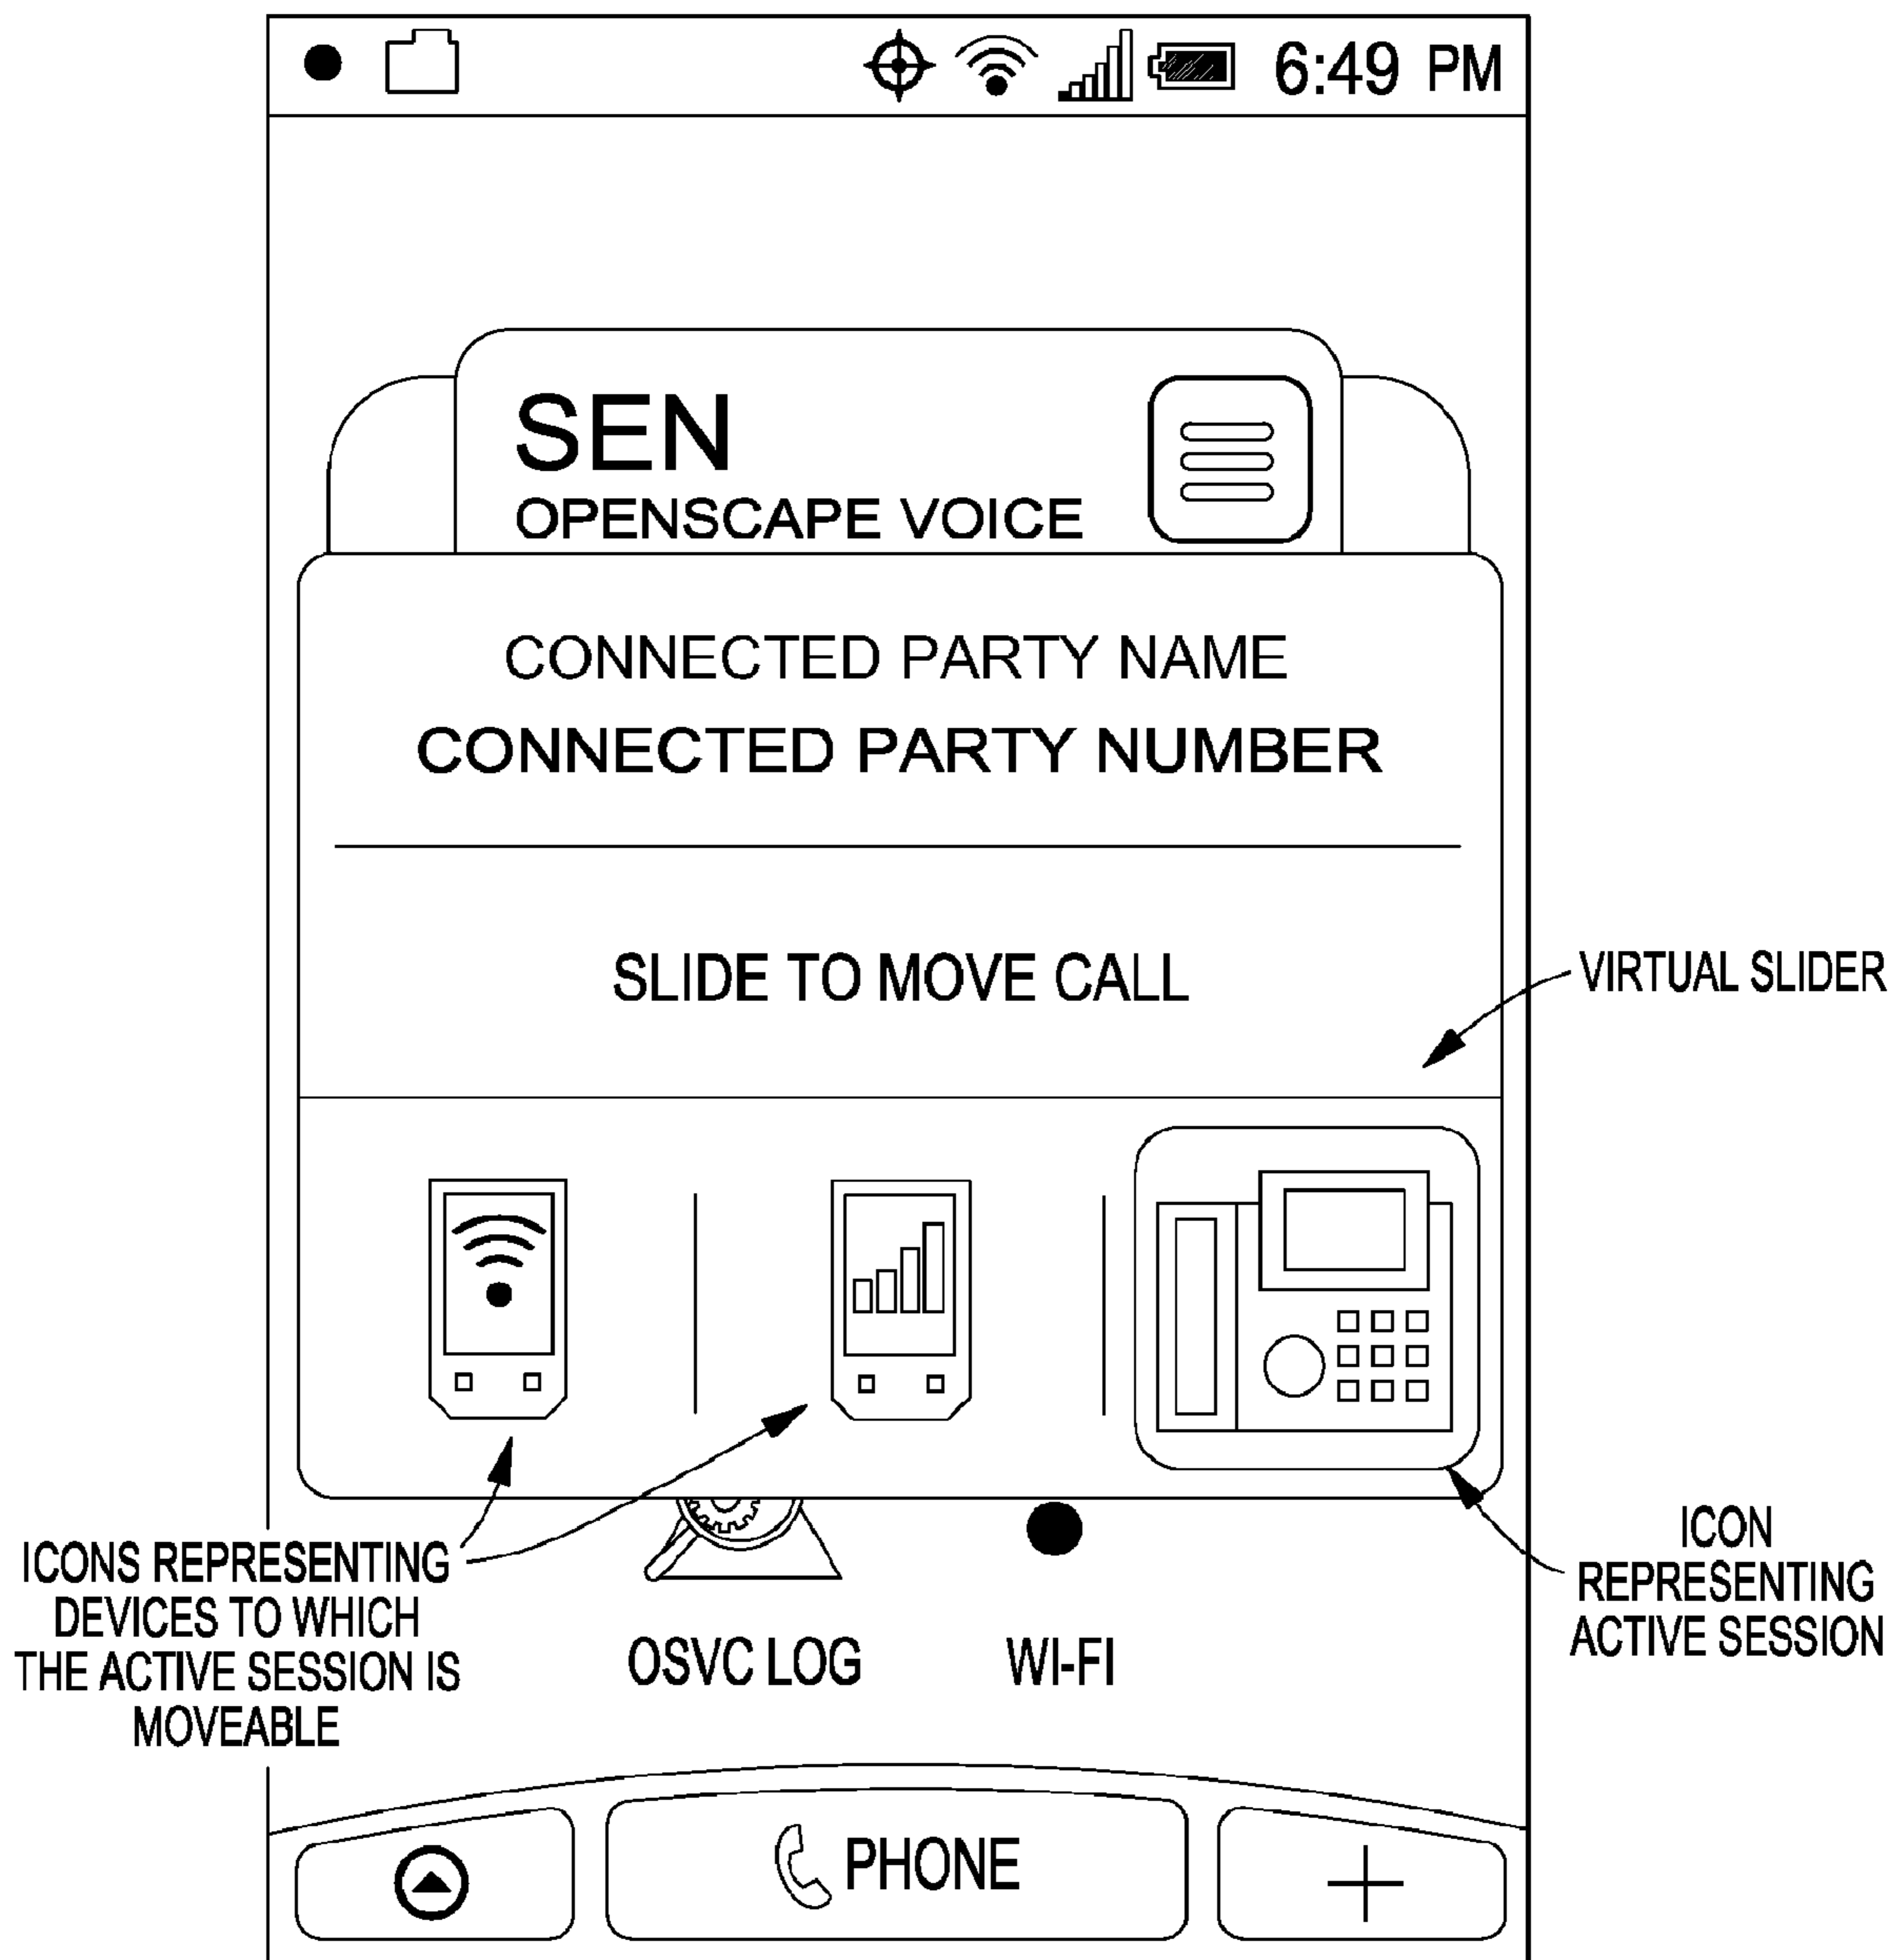 6:49 PM
SEN
OPENSCAPE VOICE
CONNECTED PARTY NAME
CONNECTED PARTY NUMBER
SLIDE TO MOVE CALL
VIRTUAL SLIDER
ICONS REPRESENTING
DEVICES TO WHICH
THE ACTIVE SESSION IS
MOVEABLE
ICON
REPRESENTING
ACTIVE SESSION
OSVC LOG
WI-FI
PHONE